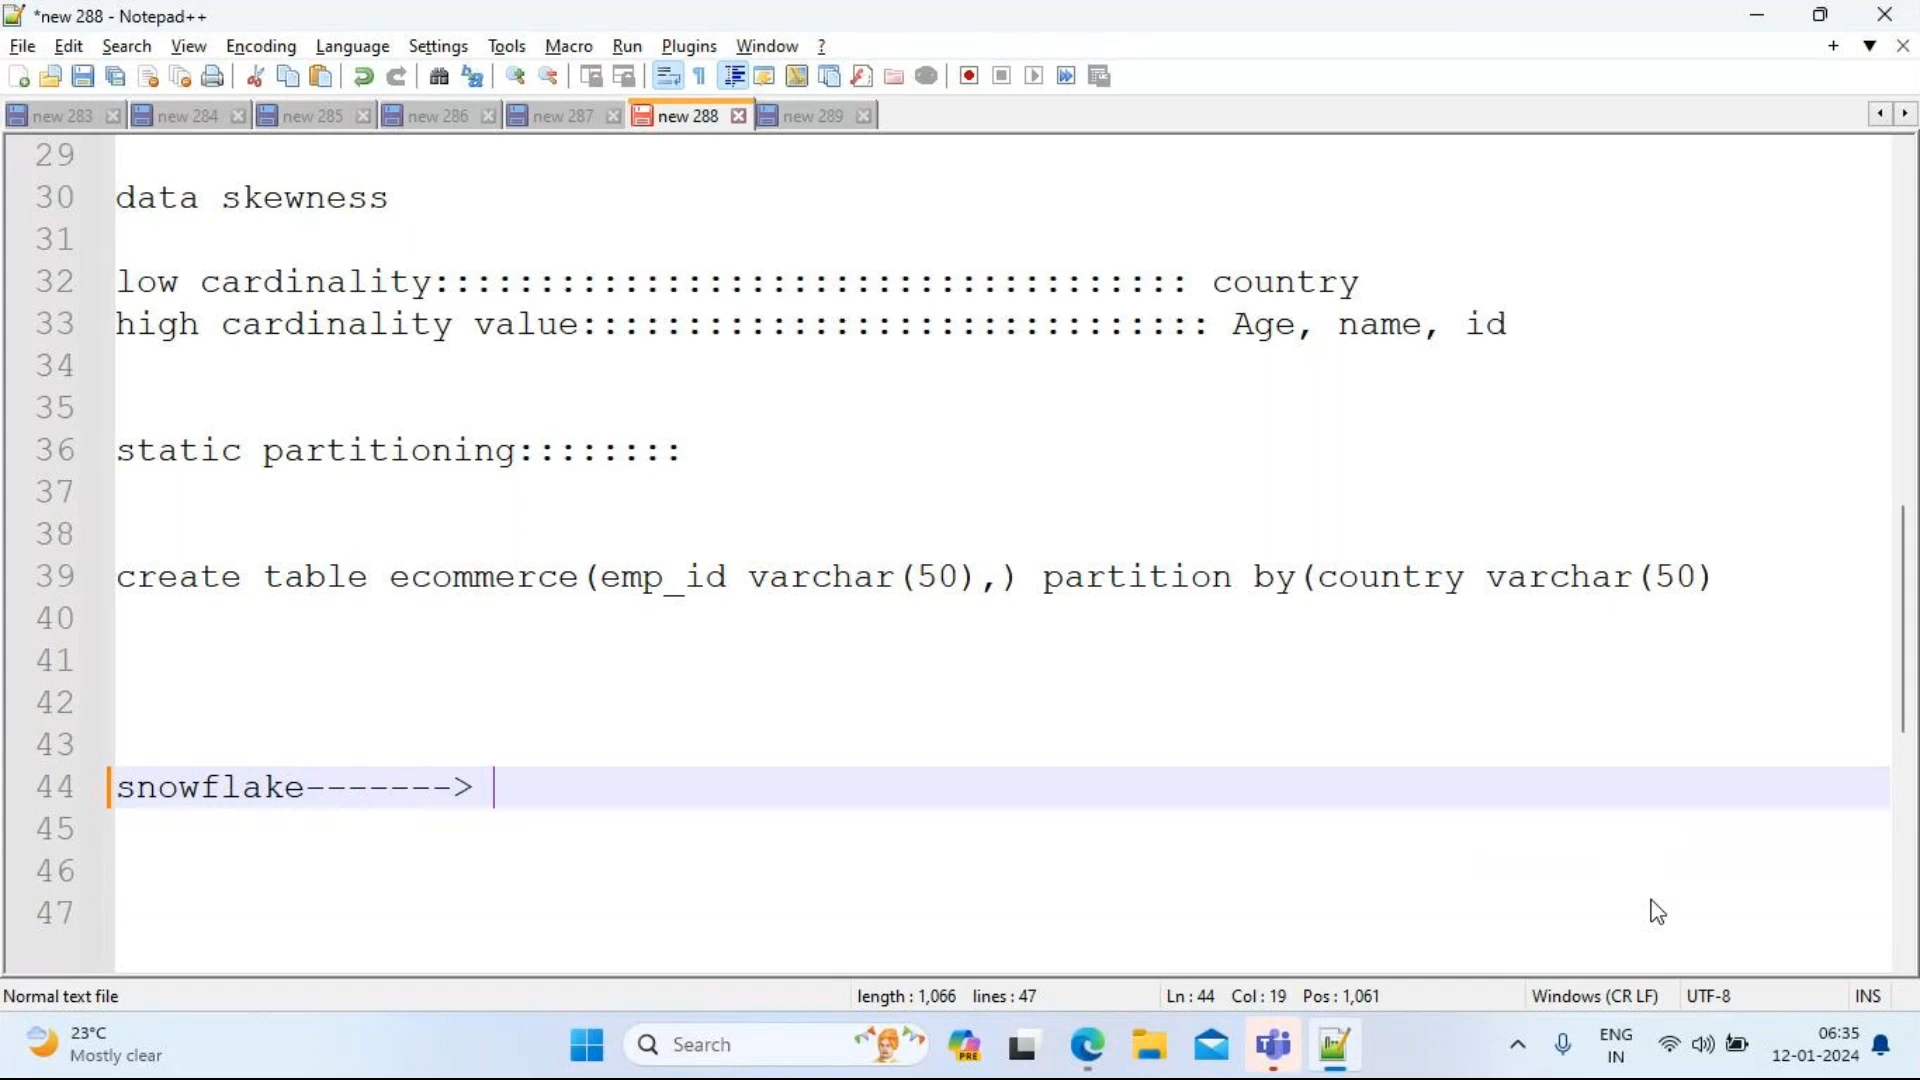 *new 288 - Notepad++
File Edit Search View Encoding Language Settings Tools Macro Run Plugins Window ?
new 283 new 284 new 285 new 286 new 287 new 288 new 289
29
30 data skewness
31
32 low cardinality:::::::::::::::::::::::::::::::::::: country
33 high cardinality value:::::::::::::::::::::::::::::: Age, name, id
34
35
36 static partitioning::::::::
37
38
39 create table ecommerce(emp_id varchar(50),) partition by(country varchar(50)
40
41
42
43
44 snowflake------->
45
46
47
Normal text file length : 1,066 lines : 47 Ln : 44 Col : 19 Pos : 1,061 Windows (CR LF) UTF-8 INS
23°C
Mostly clear
Search
PRE
ENG
IN
06:35
12-01-2024